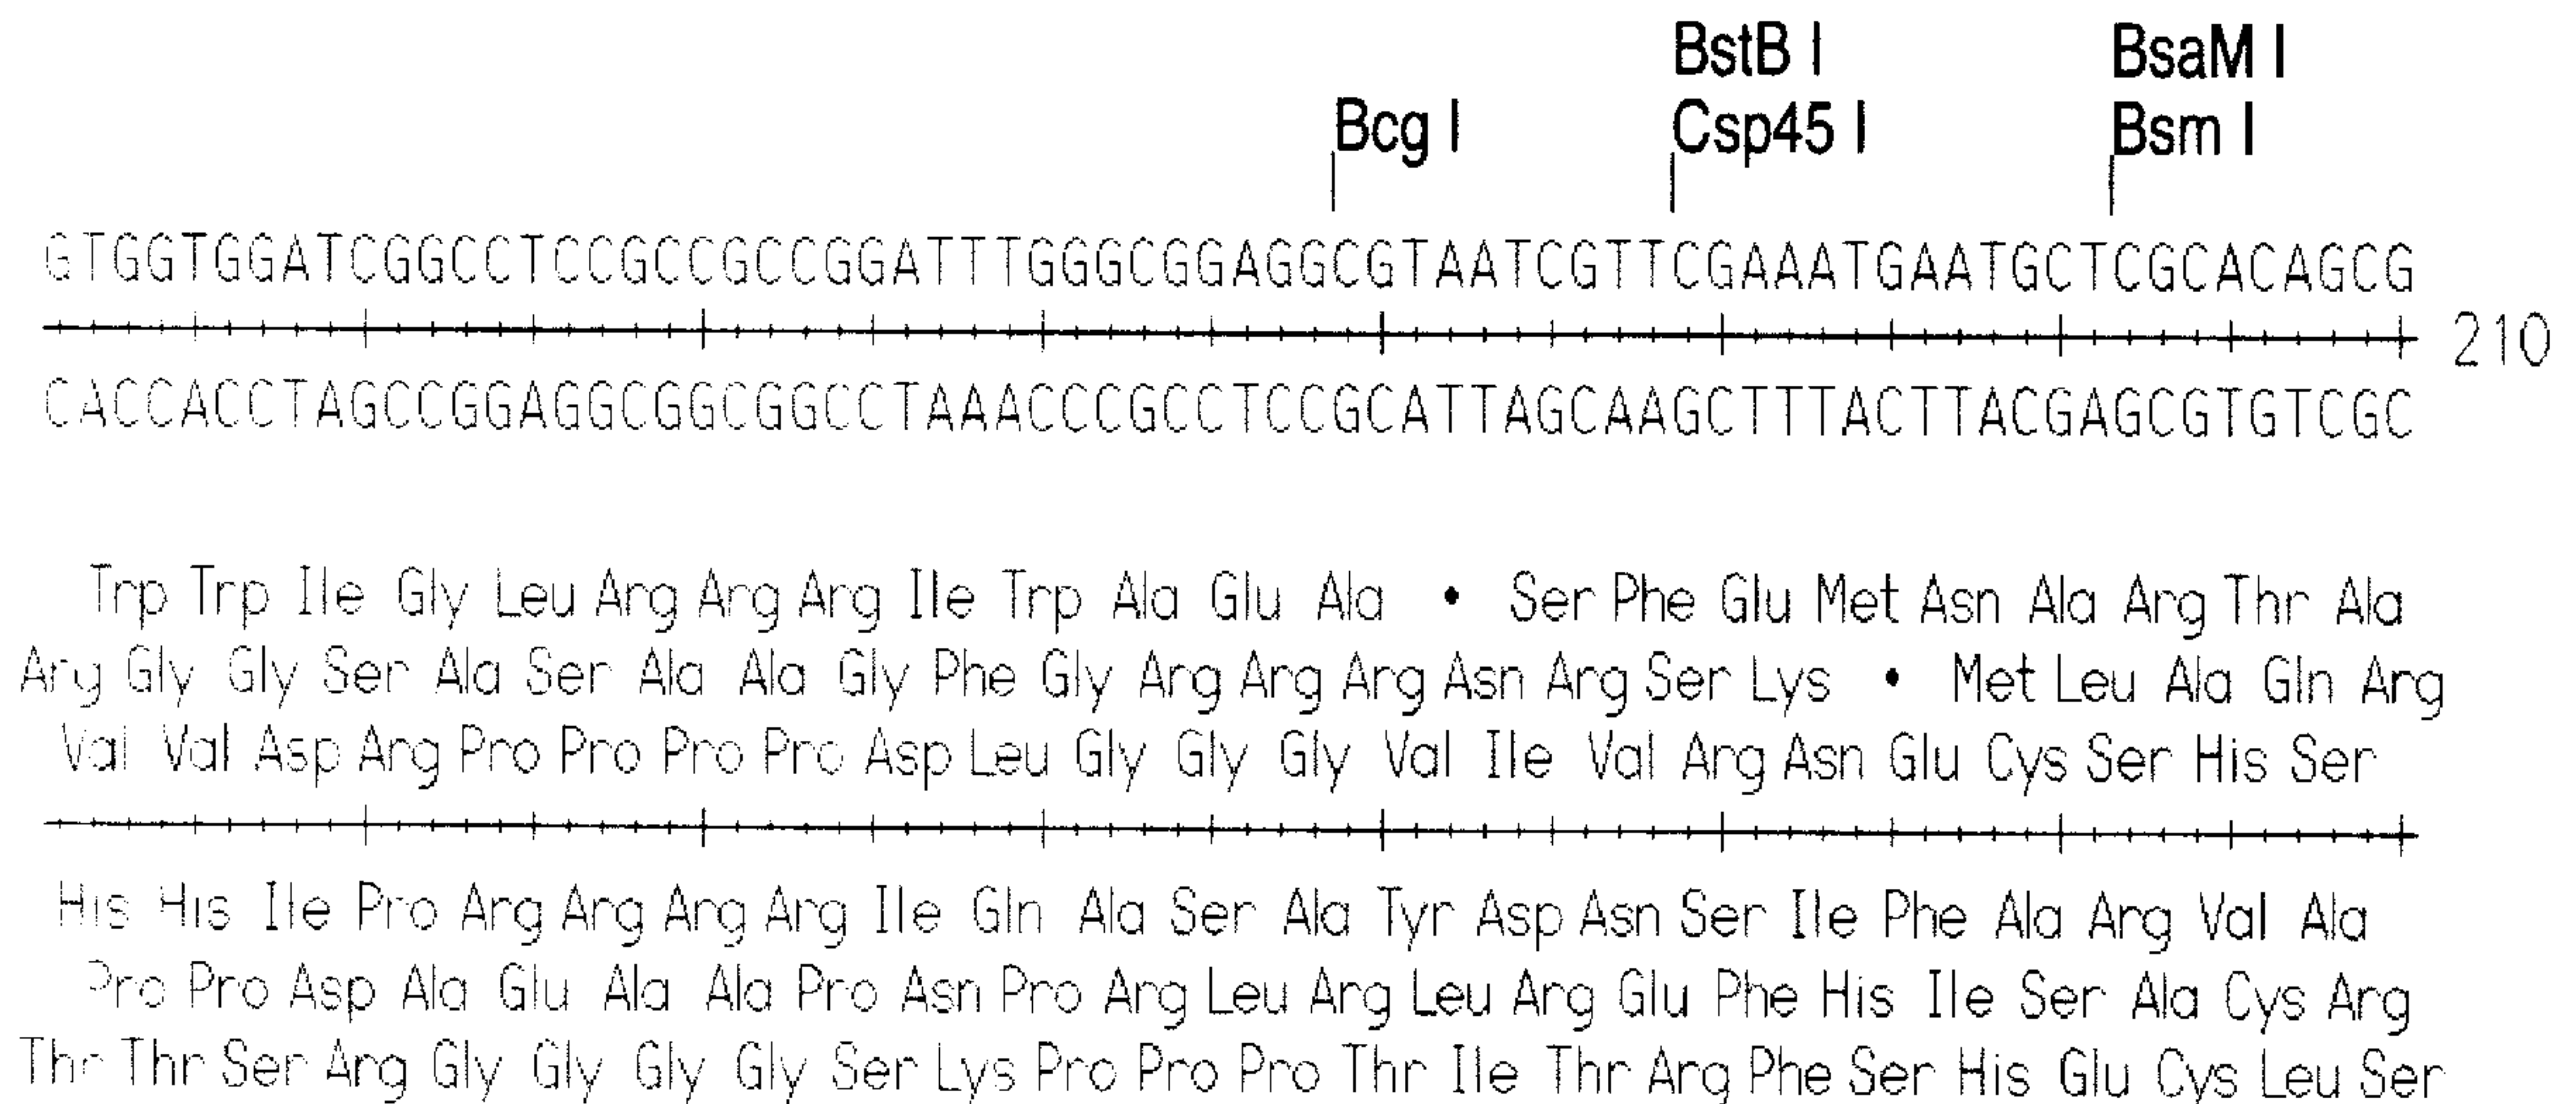 BstB I BsaM I
Bcg I Csp45 I Bsm I
GTGGTGGATCGGCCTCCGCCGCCGGATTTGGGCGGAGGCGTAATCGTTCGAAATGAATGCTCGCACAGCG
210
CACCACCTAGCCGGAGGCGGCGGCCTAAACCCGCCTCCGCATTAGCAAGCTTTACTTACGAGCGTGTCGC
Trp Trp Ile Gly Leu Arg Arg Arg Ile Trp Ala Glu Ala • Ser Phe Glu Met Asn Ala Arg Thr Ala
Arg Gly Gly Ser Ala Ser Ala Ala Gly Phe Gly Arg Arg Arg Asn Arg Ser Lys • Met Leu Ala Gln Arg
Val Val Asp Arg Pro Pro Pro Pro Asp Leu Gly Gly Gly Val Ile Val Arg Asn Glu Cys Ser His Ser
His His Ile Pro Arg Arg Arg Arg Ile Gln Ala Ser Ala Tyr Asp Asn Ser Ile Phe Ala Arg Val Ala
Pro Pro Asp Ala Glu Ala Ala Pro Asn Pro Arg Leu Arg Leu Arg Glu Phe His Ile Ser Ala Cys Arg
Thr Thr Ser Arg Gly Gly Gly Gly Ser Lys Pro Pro Pro Thr Ile Thr Arg Phe Ser His Glu Cys Leu Ser